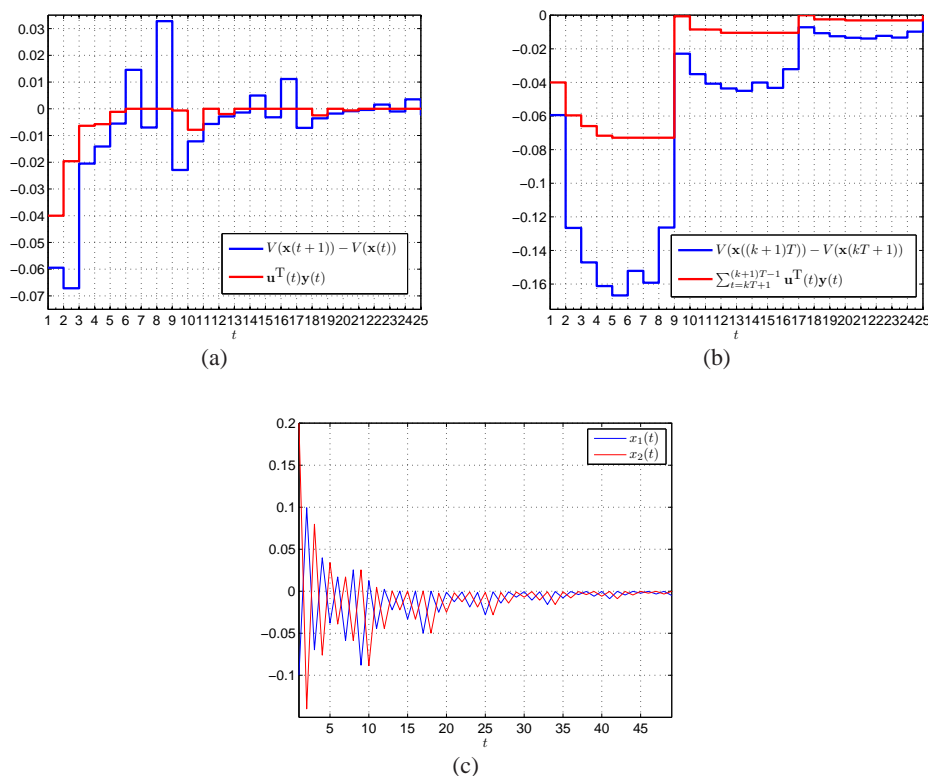 0.03
0.02
0.01
0
−0.01
−0.02
−0.03
−0.04
−0.05
−0.06
−0.07
1 2 3 4 5 6 7 8 9 10 11 12 13 14 15 16 17 18 19 20 21 22 23 24 25
t
V(x(t+1)) − V(x(t))
uᵀ(t)y(t)
(a)
0
−0.02
−0.04
−0.06
−0.08
−0.1
−0.12
−0.14
−0.16
1 2 3 4 5 6 7 8 9 10 11 12 13 14 15 16 17 18 19 20 21 22 23 24 25
t
V(x((k+1)T)) − V(x(kT+1))
∑_{t=kT+1}^{(k+1)T−1} uᵀ(t)y(t)
(b)
0.2
0.15
0.1
0.05
0
−0.05
−0.1
5 10 15 20 25 30 35 40 45
t
x₁(t)
x₂(t)
(c)